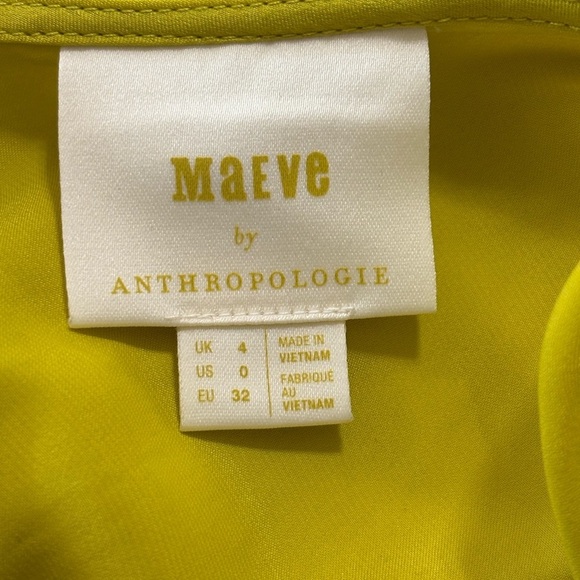 Maeve
by
ANTHROPOLOGIE
UK 4
US 0
EU 32
MADE IN
VIETNAM
FABRIQUÉ
AU
VIETNAM